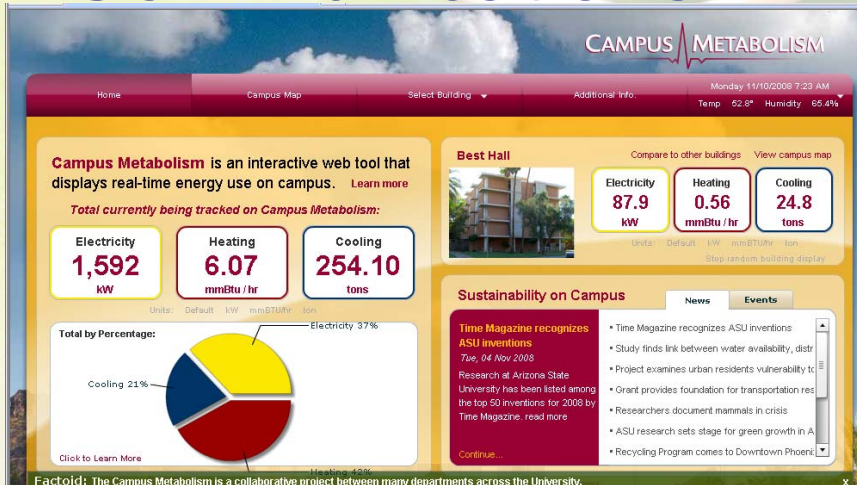 CAMPUS METABOLISM
Home
Campus Map
Select Building
Additional Info.
Monday 11/10/2008 7:23 AM
Temp 52.8° Humidity 65.4%
Campus Metabolism is an interactive web tool that
displays real-time energy use on campus. Learn more
Total currently being tracked on Campus Metabolism:
Electricity
1,592
kW
Heating
6.07
mmBtu / hr
Cooling
254.10
tons
Units: Default kW mmBTU/hr ton
Total by Percentage:
Electricity 37%
Cooling 21%
Heating 42%
Click to Learn More
Best Hall
Compare to other buildings View campus map
Electricity
87.9
kW
Heating
0.56
mmBtu / hr
Cooling
24.8
tons
Units: Default kW mmBTU/hr ton
Stop random building display
Sustainability on Campus
News
Events
Time Magazine recognizes
ASU inventions
Tue, 04 Nov 2008
Research at Arizona State
University has been listed among
the top 50 inventions for 2008 by
Time Magazine. read more
Continue...
Time Magazine recognizes ASU inventions
Study finds link between water availability, distr
Project examines urban residents vulnerability to
Grant provides foundation for transportation res
Researchers document mammals in crisis
ASU research sets stage for green growth in A
Recycling Program comes to Downtown Phoeni
Factoid: The Campus Metabolism is a collaborative project between many departments across the University.
x